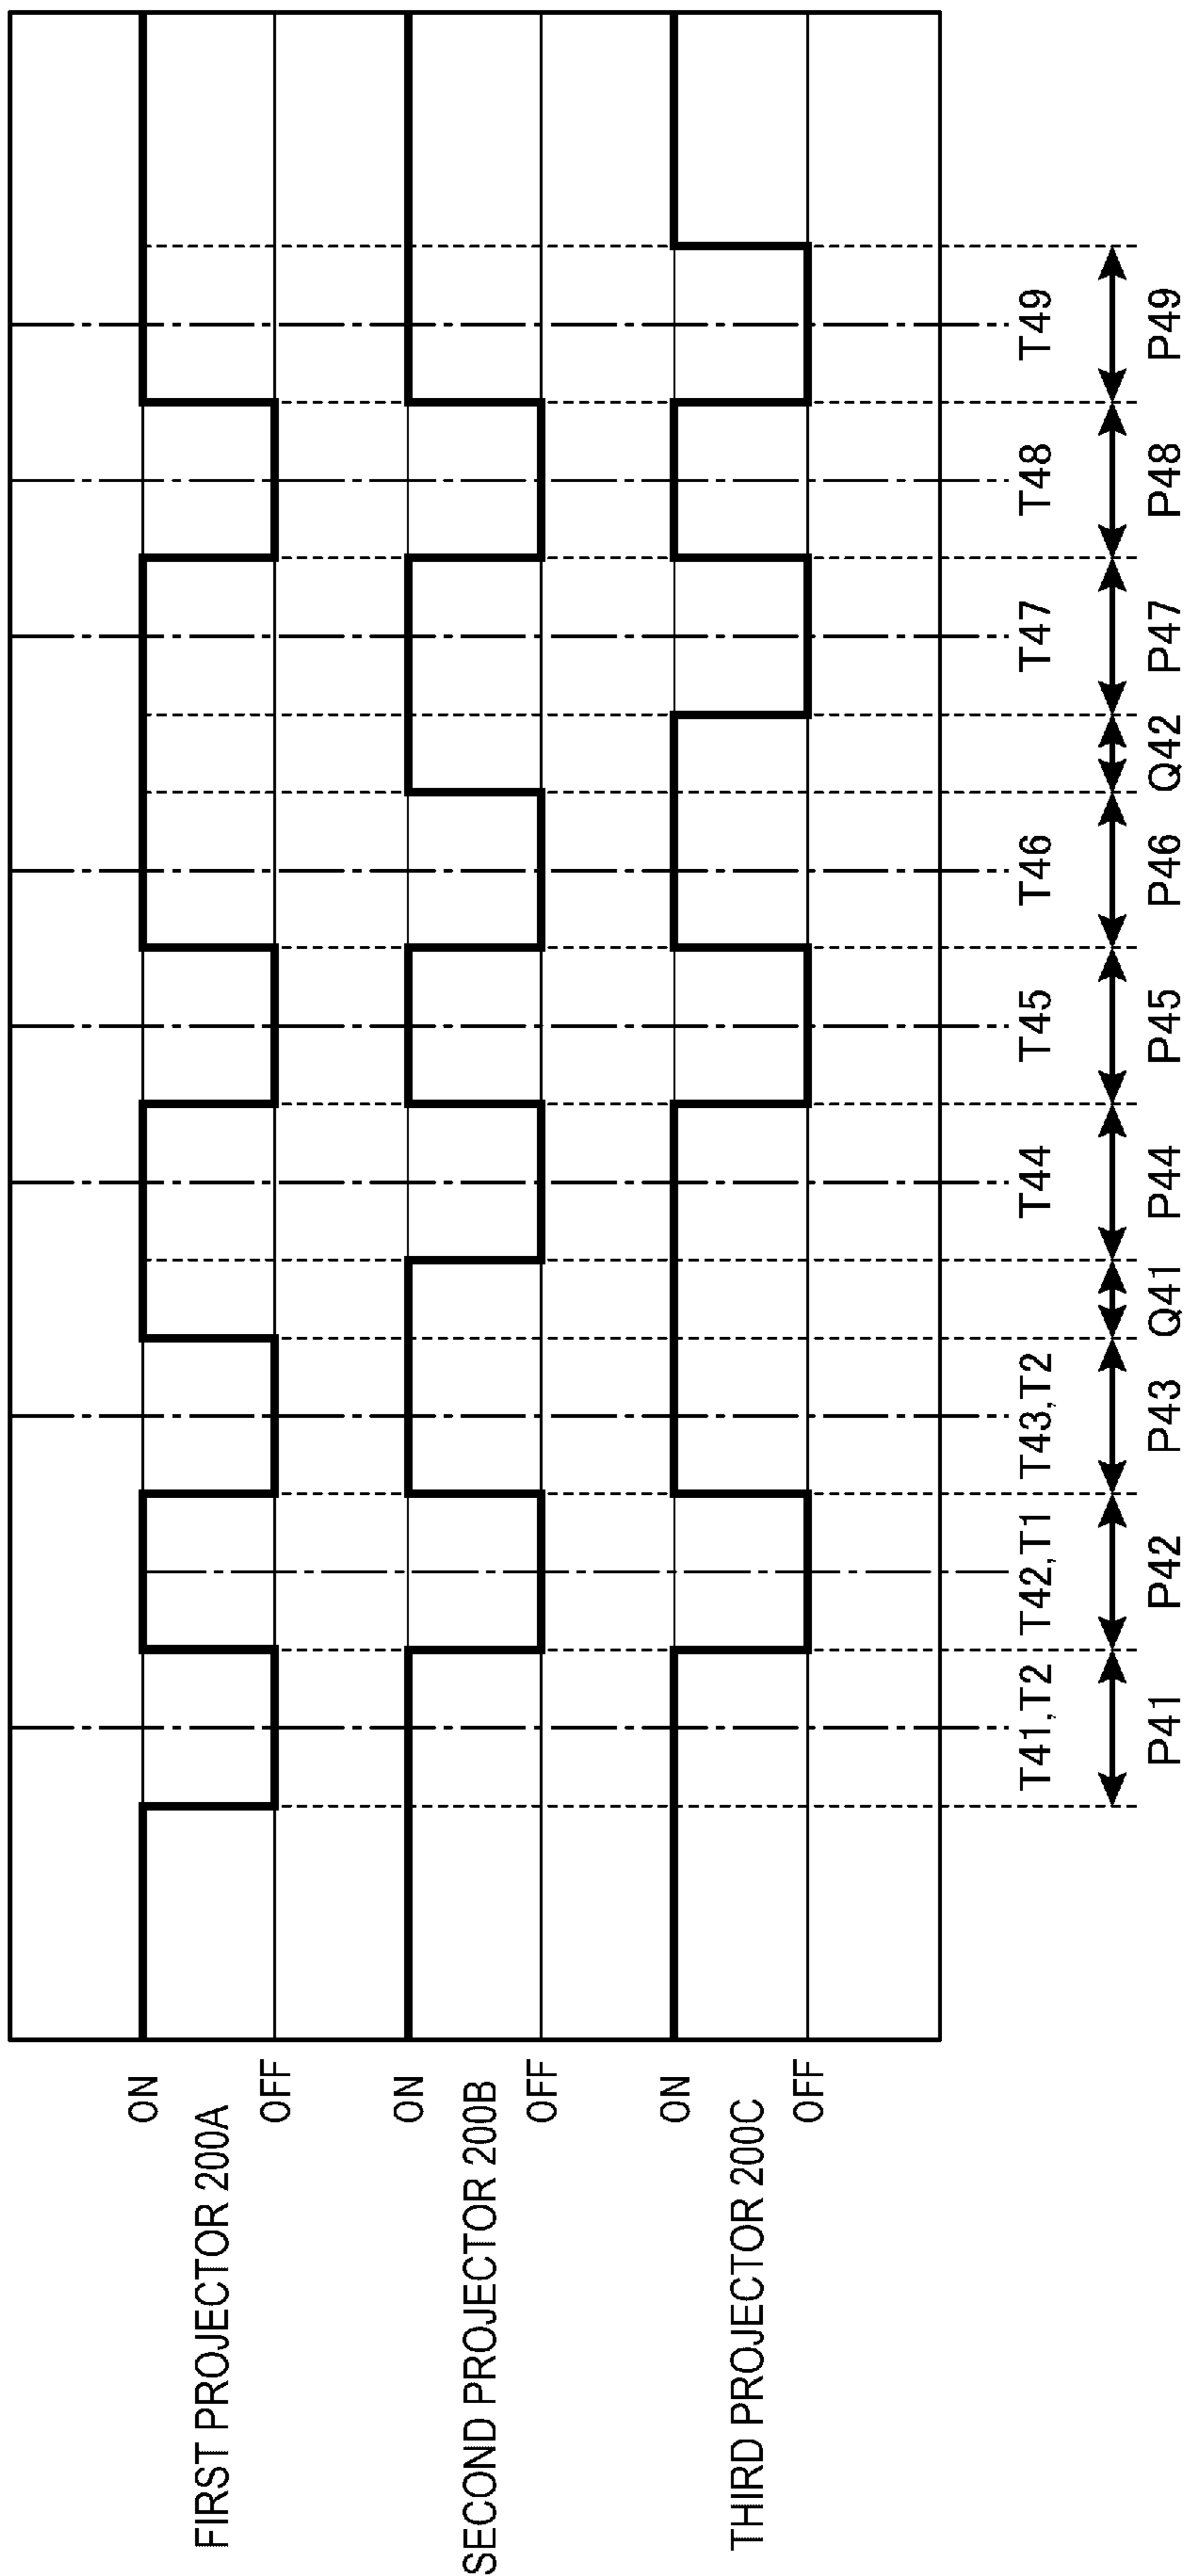 ON
FIRST PROJECTOR 200A
OFF
ON
SECOND PROJECTOR 200B
OFF
ON
THIRD PROJECTOR 200C
OFF
T41,T2 T42,T1 T43,T2 T44 T45 T46 T47 T48 T49
P41 P42 P43 Q41 P44 P45 P46 Q42 P47 P48 P49